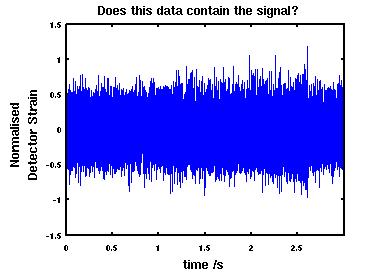 Does this data contain the signal?
1.5
1
0.5
0
-0.5
-1
-1.5
Normalised
Detector Strain
0 0.5 1 1.5 2 2.5
time /s